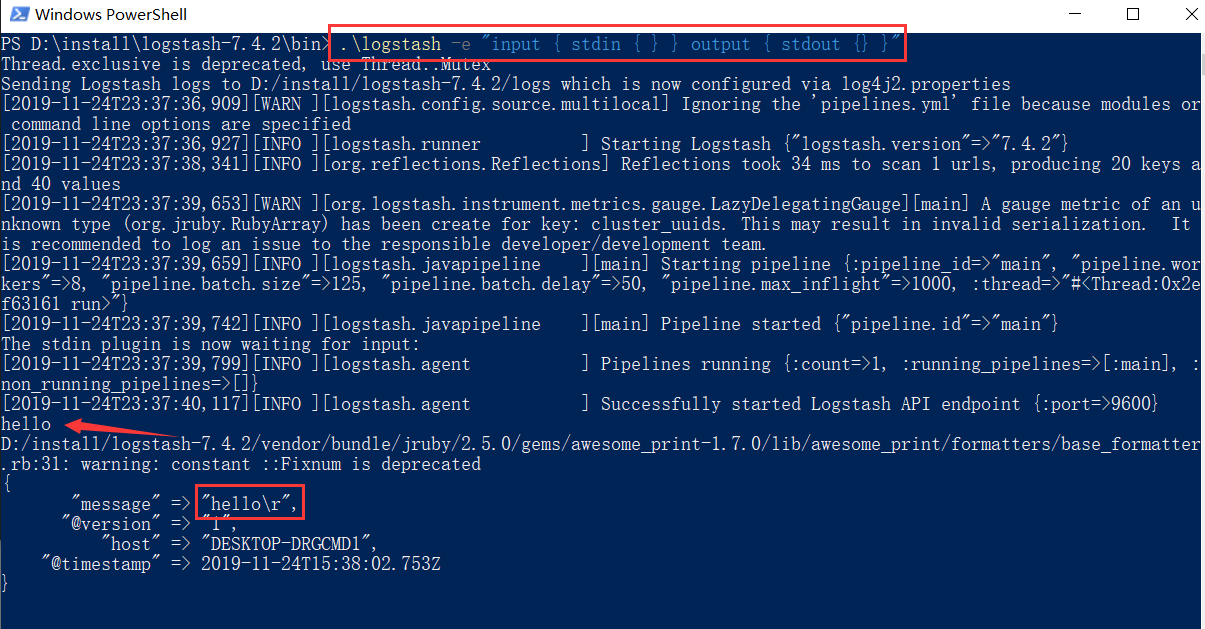 Windows PowerShell
PS D:\install\logstash-7.4.2\bin> .\logstash -e "input { stdin { } } output { stdout {} }"
Thread.exclusive is deprecated, use Thread::Mutex
Sending Logstash logs to D:/install/logstash-7.4.2/logs which is now configured via log4j2.properties
[2019-11-24T23:37:36,909][WARN ][logstash.config.source.multilocal] Ignoring the 'pipelines.yml' file because modules or
command line options are specified
[2019-11-24T23:37:36,927][INFO ][logstash.runner          ] Starting Logstash {"logstash.version"=>"7.4.2"}
[2019-11-24T23:37:38,341][INFO ][org.reflections.Reflections] Reflections took 34 ms to scan 1 urls, producing 20 keys a
nd 40 values
[2019-11-24T23:37:39,653][WARN ][org.logstash.instrument.metrics.gauge.LazyDelegatingGauge][main] A gauge metric of an u
nknown type (org.jruby.RubyArray) has been create for key: cluster_uuids. This may result in invalid serialization.  It
is recommended to log an issue to the responsible developer/development team.
[2019-11-24T23:37:39,659][INFO ][logstash.javapipeline    ][main] Starting pipeline {:pipeline_id=>"main", "pipeline.wor
kers"=>8, "pipeline.batch.size"=>125, "pipeline.batch.delay"=>50, "pipeline.max_inflight"=>1000, :thread=>"#<Thread:0x2e
f63161 run>"}
[2019-11-24T23:37:39,742][INFO ][logstash.javapipeline    ][main] Pipeline started {"pipeline.id"=>"main"}
The stdin plugin is now waiting for input:
[2019-11-24T23:37:39,799][INFO ][logstash.agent           ] Pipelines running {:count=>1, :running_pipelines=>[:main], :
non_running_pipelines=>[]}
[2019-11-24T23:37:40,117][INFO ][logstash.agent           ] Successfully started Logstash API endpoint {:port=>9600}
hello
D:/install/logstash-7.4.2/vendor/bundle/jruby/2.5.0/gems/awesome_print-1.7.0/lib/awesome_print/formatters/base_formatter
.rb:31: warning: constant ::Fixnum is deprecated
{
"message" => "hello\r",
"@version" => "1",
"host" => "DESKTOP-DRGCMD1",
"@timestamp" => 2019-11-24T15:38:02.753Z
}